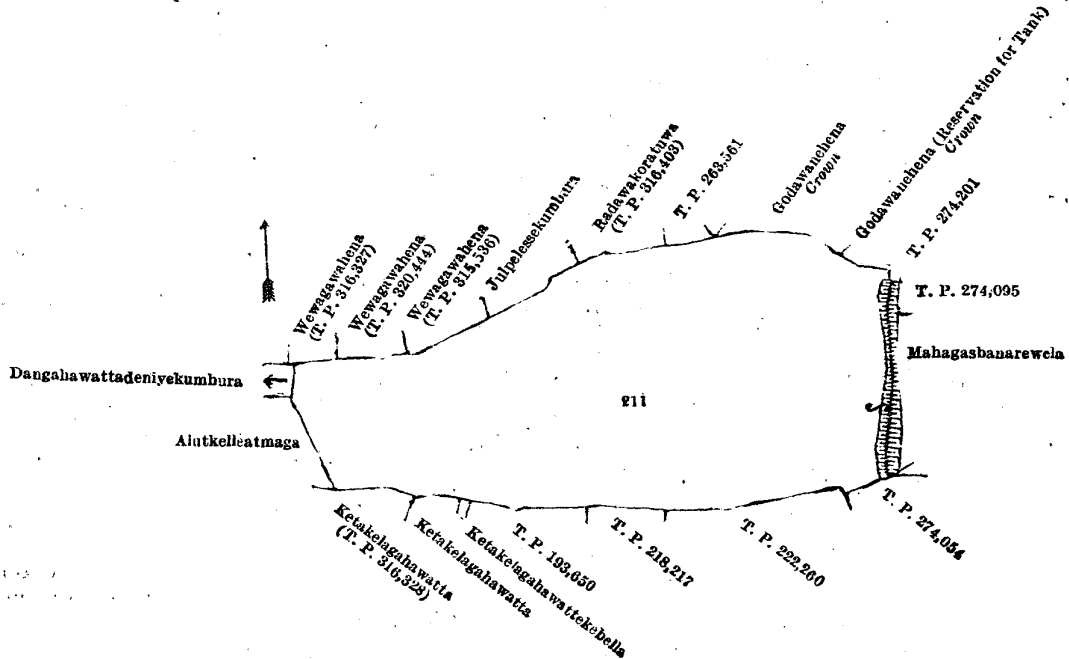 Wewagawahena
(T. P. 316,327)
Wewagawahena
(T. P. 320,444)
Wewagawahena
(T. P. 315,536)
Julpelessekumbura
Radawakoratuwa
(T. P. 316,403)
T. P. 263,561
Godawanehena
Crown
Godawanehena (Reservation for Tank)
Crown
T. P. 274,201
T. P. 274,095
Mahagasbanarewela
Dangahawattadeniyekumbura
211
Alutkelleatmaga
Ketakelagahawatta
(T. P. 316,328)
Ketakelagahawatta
Ketakelagahawattekebella
T. P. 193,650
T. P. 218,217
T. P. 222,260
T. P. 274,054